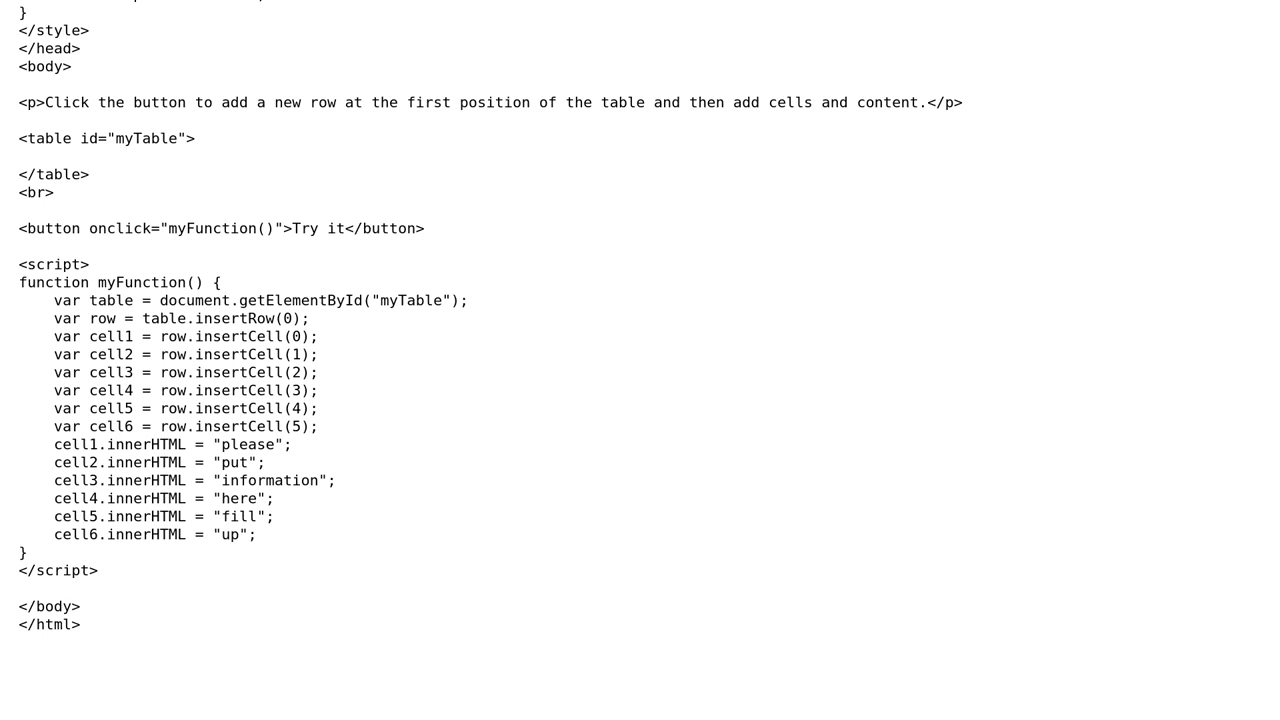 }
</style>
</head>
<body>
<p>Click the button to add a new row at the first position of the table and then add cells and content.</p>
<table id="myTable">
</table>
<br>
<button onclick="myFunction()">Try it</button>
<script>
function myFunction() {
    var table = document.getElementById("myTable");
    var row = table.insertRow(0);
    var cell1 = row.insertCell(0);
    var cell2 = row.insertCell(1);
    var cell3 = row.insertCell(2);
    var cell4 = row.insertCell(3);
    var cell5 = row.insertCell(4);
    var cell6 = row.insertCell(5);
    cell1.innerHTML = "please";
    cell2.innerHTML = "put";
    cell3.innerHTML = "information";
    cell4.innerHTML = "here";
    cell5.innerHTML = "fill";
    cell6.innerHTML = "up";
}
</script>
</body>
</html>